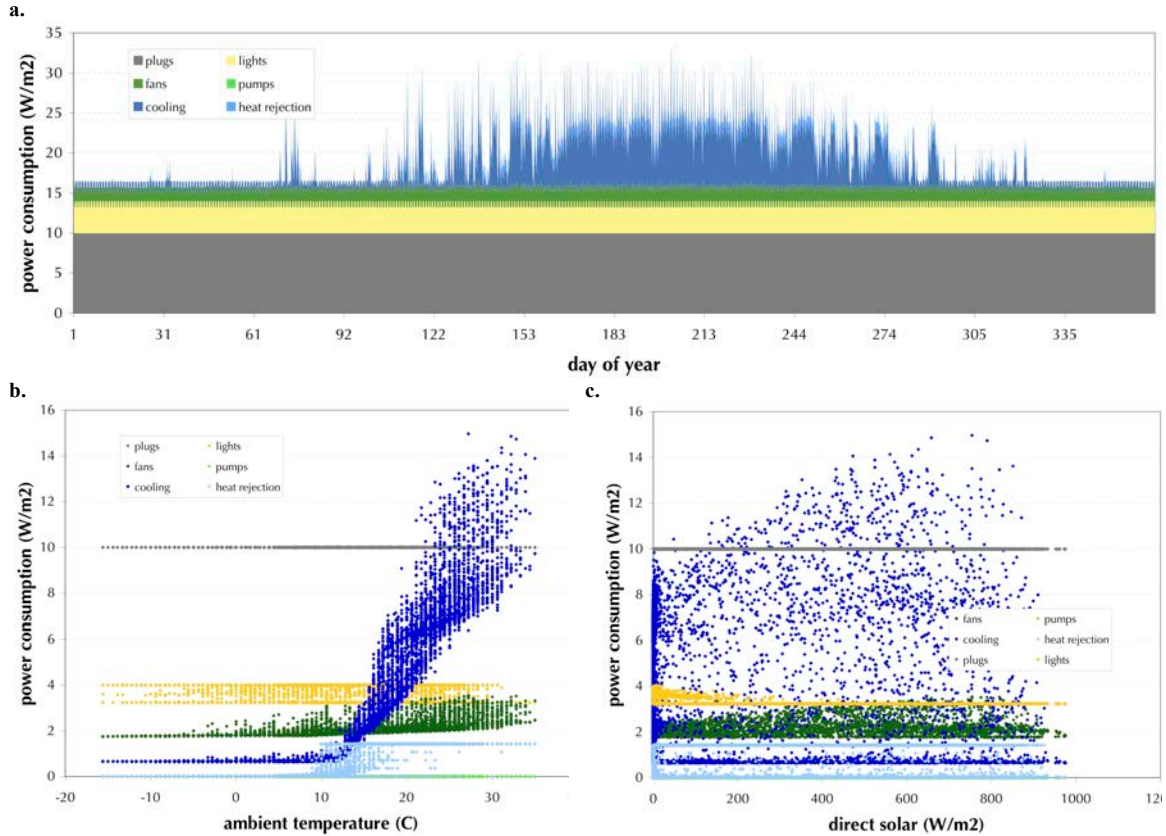 a.
35
30
25
20
15
10
5
0
power consumption (W/m2)
plugs lights
fans pumps
cooling heat rejection
1 31 61 92 122 153 183 213 244 274 305 335
day of year
b.
16
14
12
10
8
6
4
2
0
power consumption (W/m2)
plugs lights
fans pumps
cooling heat rejection
-20 -10 0 10 20 30
ambient temperature (C)
c.
16
14
12
10
8
6
4
2
0
power consumption (W/m2)
fans pumps
cooling heat rejection
plugs lights
0 200 400 600 800 1000 120
direct solar (W/m2)